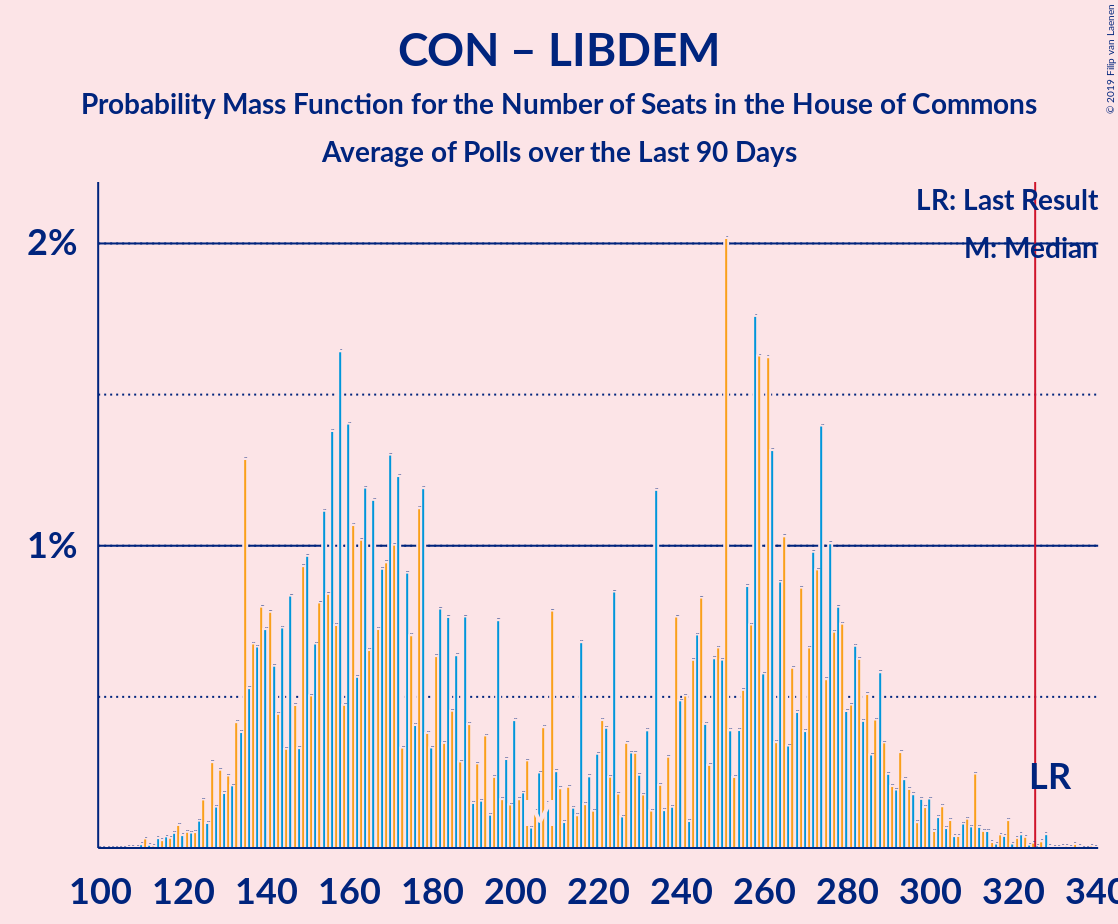 CON – LIBDEM
Probability Mass Function for the Number of Seats in the House of Commons
Average of Polls over the Last 90 Days
© 2019 Filip van Laenen
LR: Last Result
M: Median
2%
1%
LR
M
100 120 140 160 180 200 220 240 260 280 300 320 340